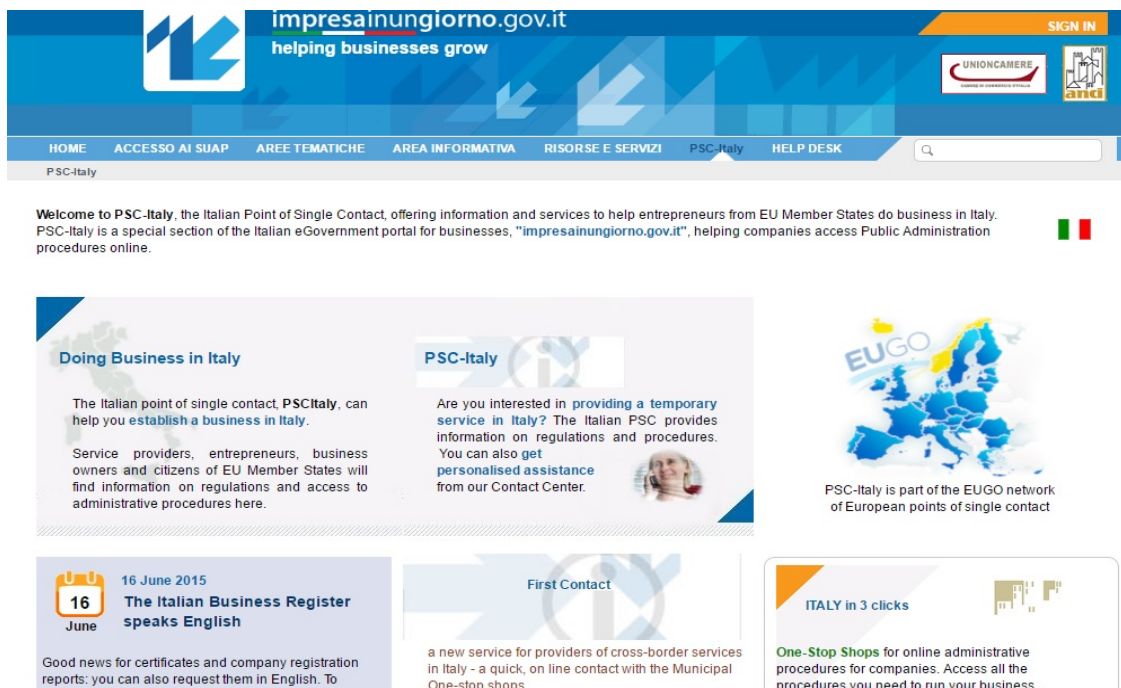 impresainungiorno.gov.it
SIGN IN
helping businesses grow
UNIONCAMERE
anci
HOME ACCESSO AI SUAP AREE TEMATICHE AREA INFORMATIVA RISORSE E SERVIZI PSC-Italy HELP DESK
PSC-Italy
Welcome to PSC-Italy, the Italian Point of Single Contact, offering information and services to help entrepreneurs from EU Member States do business in Italy.
PSC-Italy is a special section of the Italian eGovernment portal for businesses, "impresainungiorno.gov.it", helping companies access Public Administration
procedures online.
Doing Business in Italy
The Italian point of single contact, PSCItaly, can
help you establish a business in Italy.
Service providers, entrepreneurs, business
owners and citizens of EU Member States will
find information on regulations and access to
administrative procedures here.
PSC-Italy
Are you interested in providing a temporary
service in Italy? The Italian PSC provides
information on regulations and procedures.
You can also get
personalised assistance
from our Contact Center.
EUGO
PSC-Italy is part of the EUGO network
of European points of single contact
16
June
16 June 2015
The Italian Business Register
speaks English
Good news for certificates and company registration
reports: you can also request them in English. To
First Contact
a new service for providers of cross-border services
in Italy - a quick, on line contact with the Municipal
One-stop shops
ITALY in 3 clicks
One-Stop Shops for online administrative
procedures for companies. Access all the
procedures you need to run your business